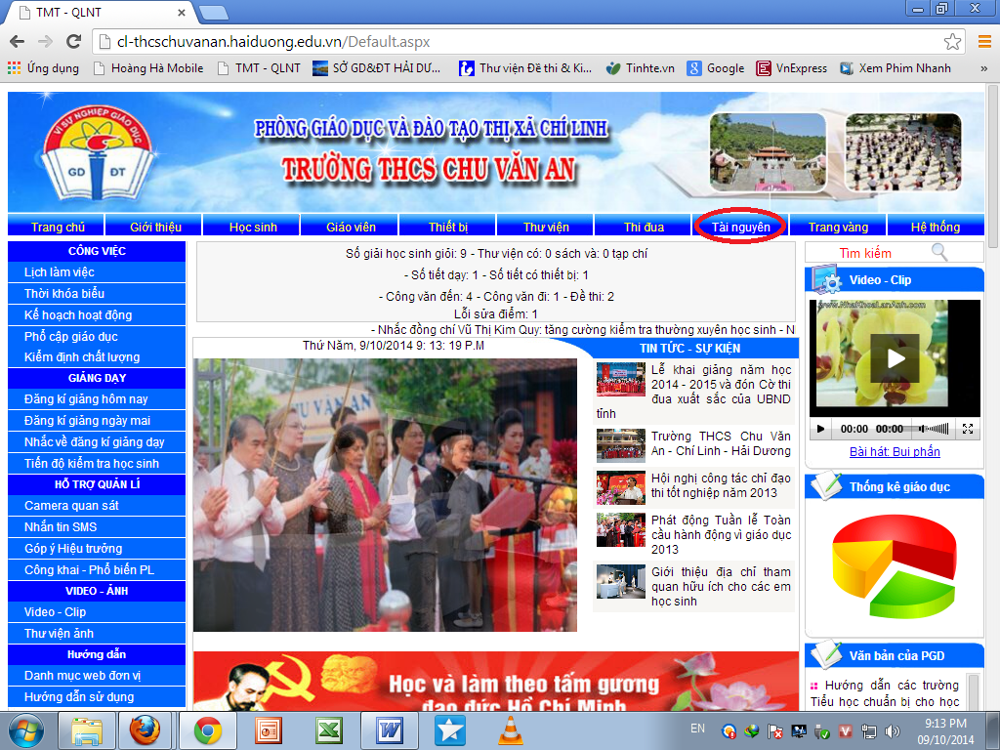 TMT - QLNT
cl-thcschuvanan.haiduong.edu.vn/Default.aspx
Ứng dụng
Hoàng Hà Mobile
TMT - QLNT
SỞ GD&ĐT HẢI DƯ...
Thư viện Đề thi & Ki...
Tinhte.vn
Google
VnExpress
Xem Phim Nhanh
»
VÌ SỰ NGHIỆP GIÁO DỤC
GD ĐT
PHÒNG GIÁO DỤC VÀ ĐÀO TẠO THỊ XÃ CHÍ LINH
TRƯỜNG THCS CHU VĂN AN
Trang chủ
Giới thiệu
Học sinh
Giáo viên
Thiết bị
Thư viện
Thi đua
Tài nguyên
Trang vàng
Hệ thống
CÔNG VIỆC
Lịch làm việc
Thời khóa biểu
Kế hoạch hoạt động
Phổ cập giáo dục
Kiểm định chất lượng
GIẢNG DẠY
Đăng kí giảng hôm nay
Đăng kí giảng ngày mai
Nhắc về đăng kí giảng dạy
Tiến độ kiểm tra học sinh
HỖ TRỢ QUẢN LÍ
Camera quan sát
Nhắn tin SMS
Góp ý Hiệu trưởng
Công khai - Phổ biến PL
VIDEO - ẢNH
Video - Clip
Thư viện ảnh
Hướng dẫn
Danh mục web đơn vị
Hướng dẫn sử dụng
Số giải học sinh giỏi: 9 - Thư viện có: 0 sách và: 0 tạp chí
- Số tiết dạy: 1 - Số tiết có thiết bị: 1
- Công văn đến: 4 - Công văn đi: 1 - Đề thi: 2
Lỗi sửa điểm: 1
- Nhắc đồng chí Vũ Thị Kim Quy: tăng cường kiểm tra thường xuyên học sinh - N
Thứ Năm, 9/10/2014 9: 13: 19 P.M
CHU VĂN AN
TIN TỨC - SỰ KIỆN
Lễ khai giảng năm học
2014 - 2015 và đón Cờ thi
đua xuất sắc của UBND
tỉnh
Trường THCS Chu Văn
An - Chí Linh - Hải Dương
Hội nghị công tác chỉ đạo
thi tốt nghiệp năm 2013
Phát động Tuần lễ Toàn
cầu hành động vì giáo dục
2013
Giới thiệu địa chỉ tham
quan hữu ích cho các em
học sinh
Học và làm theo tấm gương
đạo đức Hồ Chí Minh
Tìm kiếm
Video - Clip
www.NhaKhoaLanAnh.com
00:00 00:00
Bài hát: Bụi phấn
Thống kê giáo dục
Văn bản của PGD
Hướng dẫn các trường
Tiểu học chuẩn bị cho học
EN
9:13 PM
09/10/2014